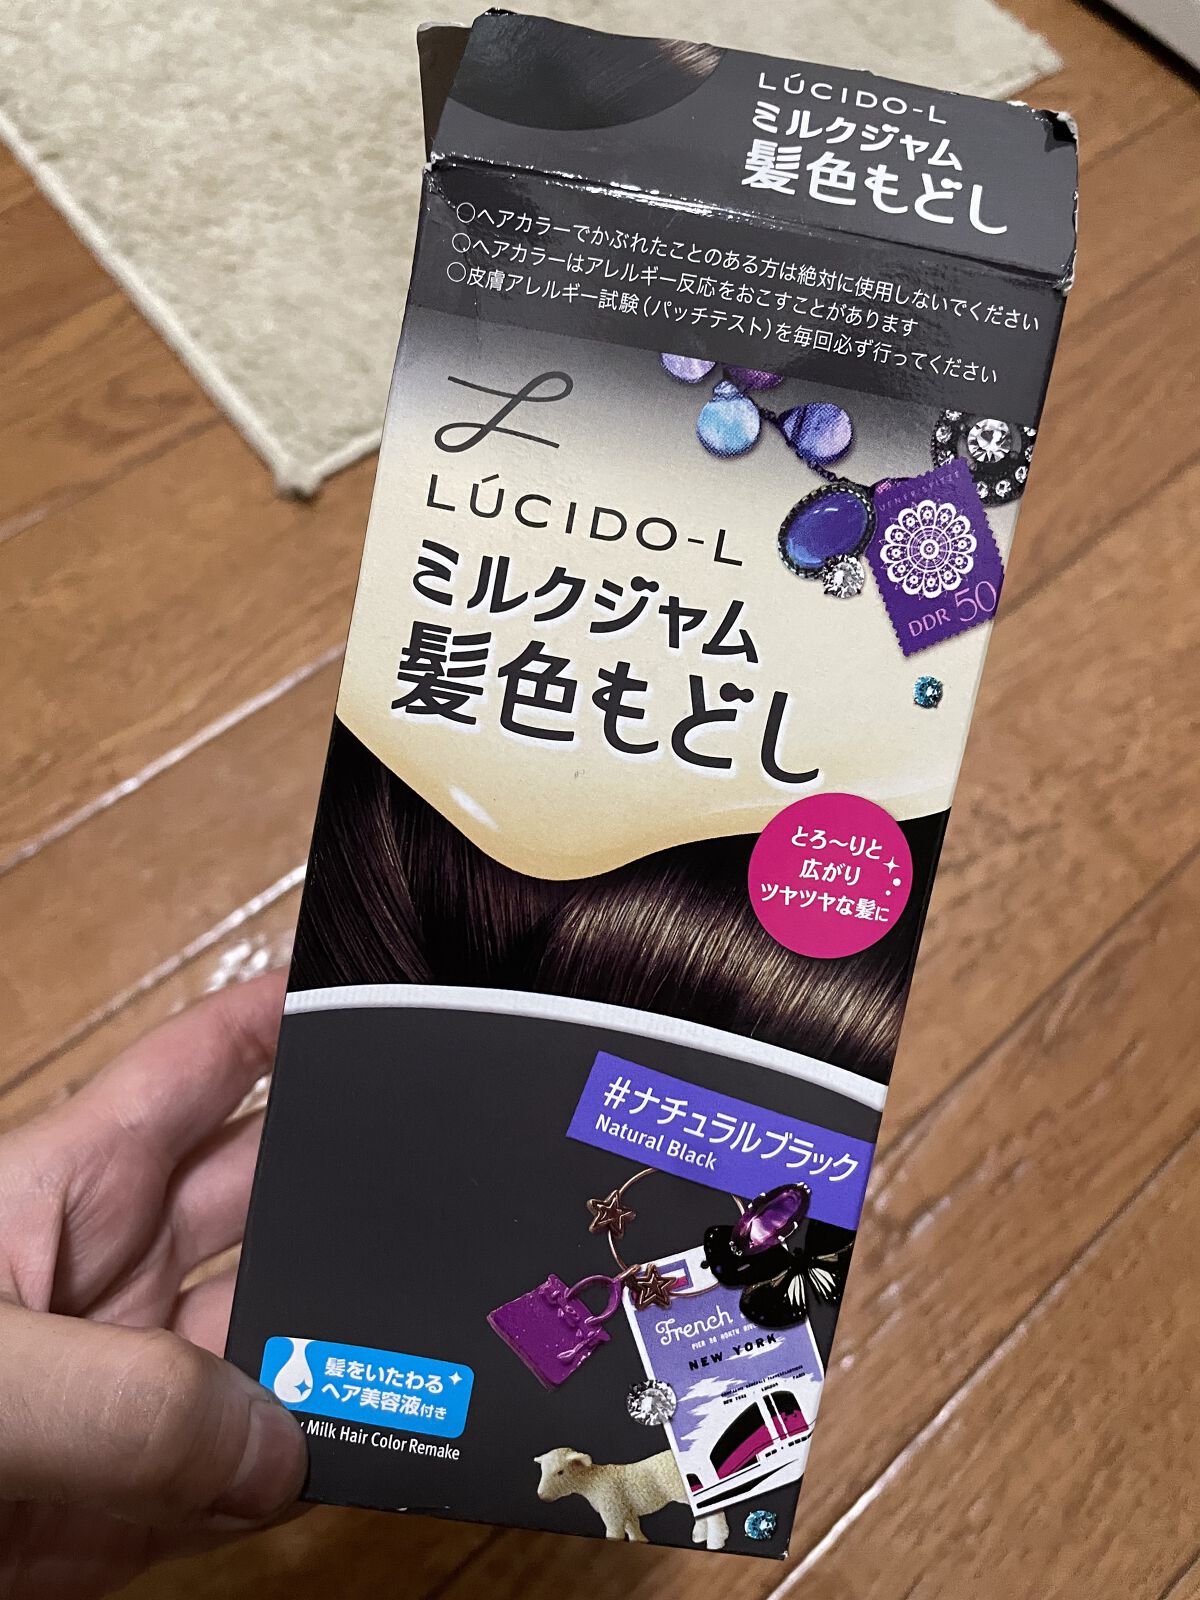 LÚCIDO-L
ミルクジャム
髪色もどし
○ヘアカラーでかぶれたことのある方は絶対に使用しないでください
○ヘアカラーはアレルギー反応をおこすことがあります
○皮膚アレルギー試験(パッチテスト)を毎回必ず行ってください
LÚCIDO-L
ミルクジャム
髪色もどし
DDR 50
とろ〜りと
広がり
ツヤツヤな髪に
#ナチュラルブラック
Natural Black
French
NEW YORK
髪をいたわる
ヘア美容液付き
Milk Hair Color Remake